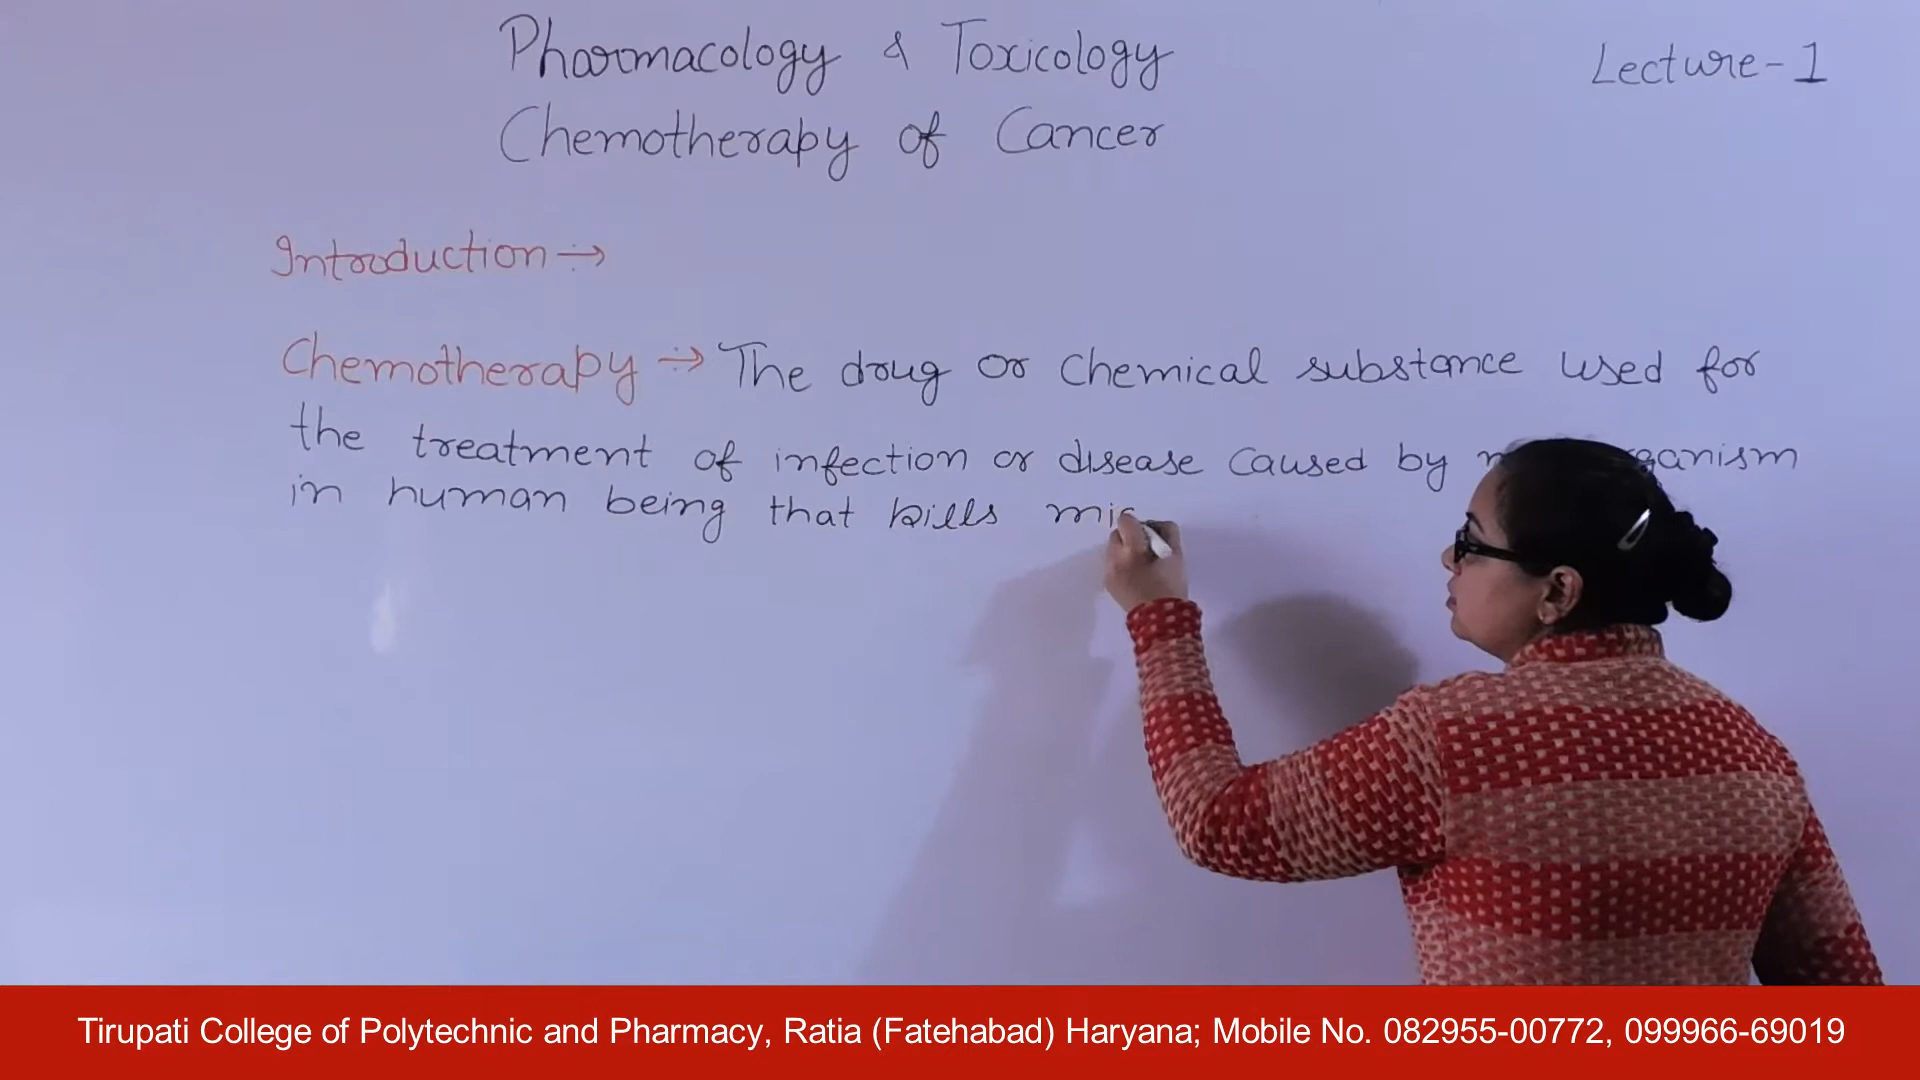 Pharmacology & Toxicology
Lecture-1
Chemotherapy of Cancer
Introduction →
Chemotherapy → The drug or chemical substance used for
the treatment of infection or disease caused by
in human being that kills
Tirupati College of Polytechnic and Pharmacy, Ratia (Fatehabad) Haryana; Mobile No. 082955-00772, 099966-69019